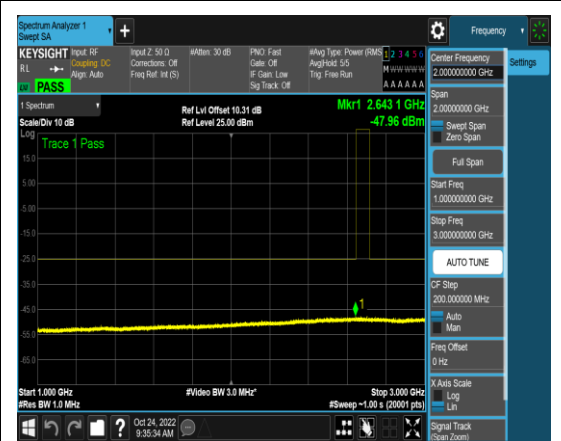 Spectrum Analyzer 1
Swept SA
+
Frequency
KEYSIGHT Input: RF
RL
Coupling: DC
Align: Auto
PASS
Input Z: 50 Ω
Corrections: Off
Freq Ref: Int (S)
#Atten: 30 dB
PNO: Fast
Gate: Off
IF Gain: Low
Sig Track: Off
#Avg Type: Power (RMS
Avg|Hold: 5/5
Trig: Free Run
1 2 3 4 5 6
M W W W W W
A A A A A A
Center Frequency
2.000000000 GHz
Settings
Span
2.00000000 GHz
Swept Span
Zero Span
Full Span
Start Freq
1.000000000 GHz
Stop Freq
3.000000000 GHz
AUTO TUNE
CF Step
200.000000 MHz
Auto
Man
Freq Offset
0 Hz
X Axis Scale
Log
Lin
Signal Track
(Span Zoom)
1 Spectrum
Scale/Div 10 dB
Ref Lvl Offset 10.31 dB
Ref Level 25.00 dBm
Mkr1 2.643 1 GHz
-47.96 dBm
Log
Trace 1 Pass
15.0
5.00
-5.00
-15.0
-25.0
-35.0
-45.0
-55.0
-65.0
1
Start 1.000 GHz
#Res BW 1.0 MHz
#Video BW 3.0 MHz*
Stop 3.000 GHz
#Sweep ~1.00 s (20001 pts)
?
Oct 24, 2022
9:35:34 AM